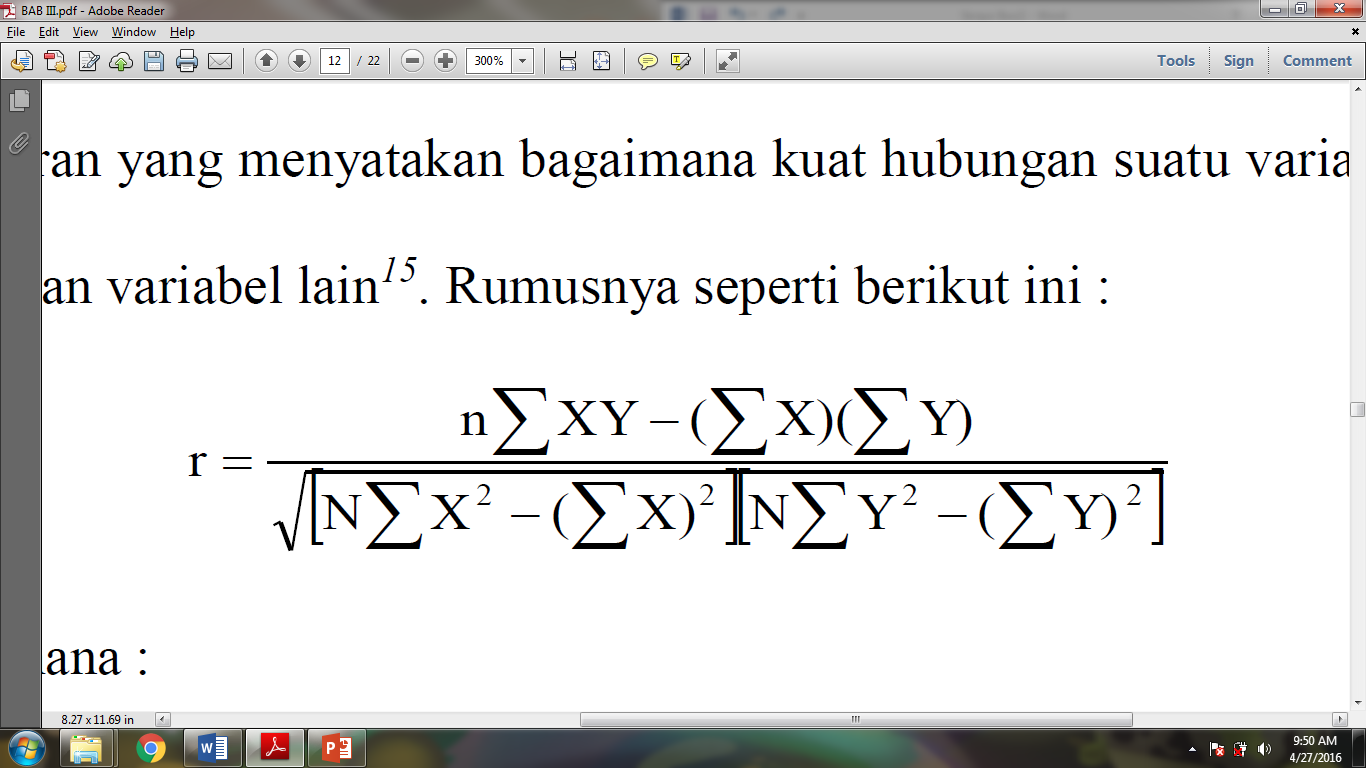 BAB III.pdf - Adobe Reader
File Edit View Window Help
12 / 22 300% Tools Sign Comment
ran yang menyatakan bagaimana kuat hubungan suatu varia
an variabel lain¹⁵. Rumusnya seperti berikut ini :
n∑XY – (∑X)(∑Y)
r =
√[N∑X² – (∑X)²][N∑Y² – (∑Y)²]
ana :
8.27 x 11.69 in
9:50 AM
4/27/2016